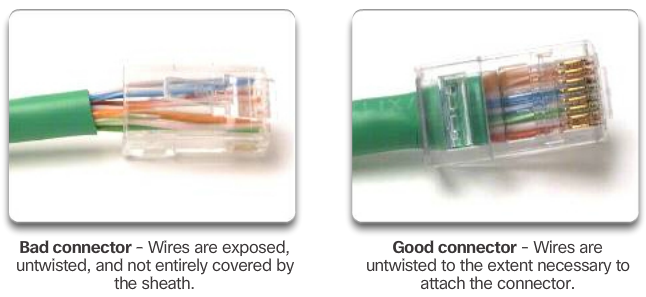 Bad connector – Wires are exposed,
untwisted, and not entirely covered by
the sheath.
Good connector – Wires are
untwisted to the extent necessary to
attach the connector.